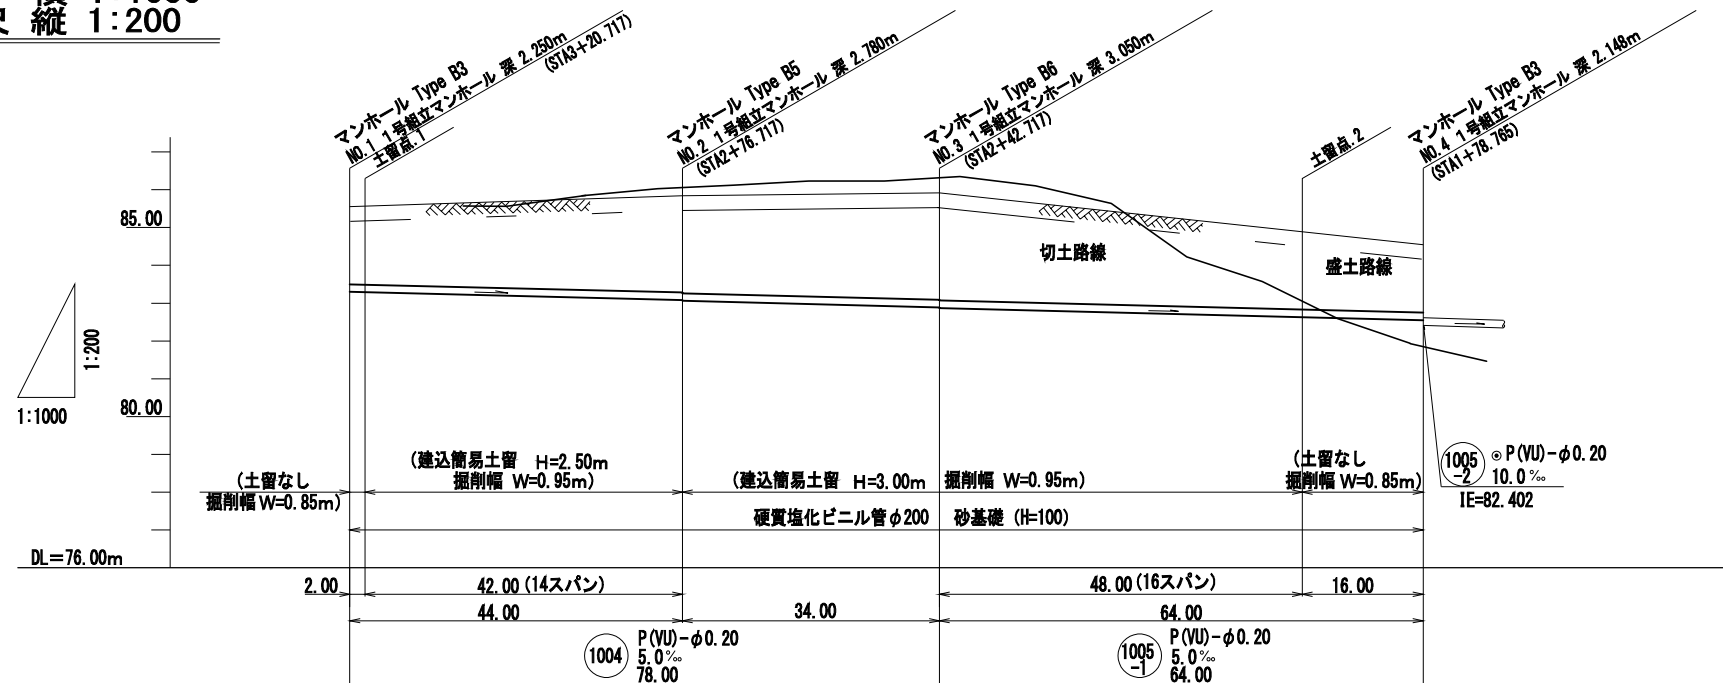 縦 1:200
マンホール Type B3
NO.1 1号組立マンホール 深 2.250m
(STA3+20.717)
土留点.1
マンホール Type B5
NO.2 1号組立マンホール 深 2.780m
(STA2+76.717)
マンホール Type B6
NO.3 1号組立マンホール 深 3.050m
(STA2+42.717)
土留点.2
マンホール Type B3
NO.4 1号組立マンホール 深 2.148m
(STA1+78.765)
85.00
切土路線
盛土路線
1:200
1:1000
80.00
(土留なし
掘削幅 W=0.85m)
(建込簡易土留 H=2.50m
掘削幅 W=0.95m)
(建込簡易土留 H=3.00m 掘削幅 W=0.95m)
(土留なし
掘削幅 W=0.85m)
1005
-2
P(VU)-φ0.20
10.0‰
IE=82.402
硬質塩化ビニル管φ200 砂基礎 (H=100)
DL=76.00m
2.00
42.00 (14スパン)
48.00 (16スパン)
16.00
44.00
34.00
64.00
1004
P(VU)-φ0.20
5.0‰
78.00
1005
-1
P(VU)-φ0.20
5.0‰
64.00